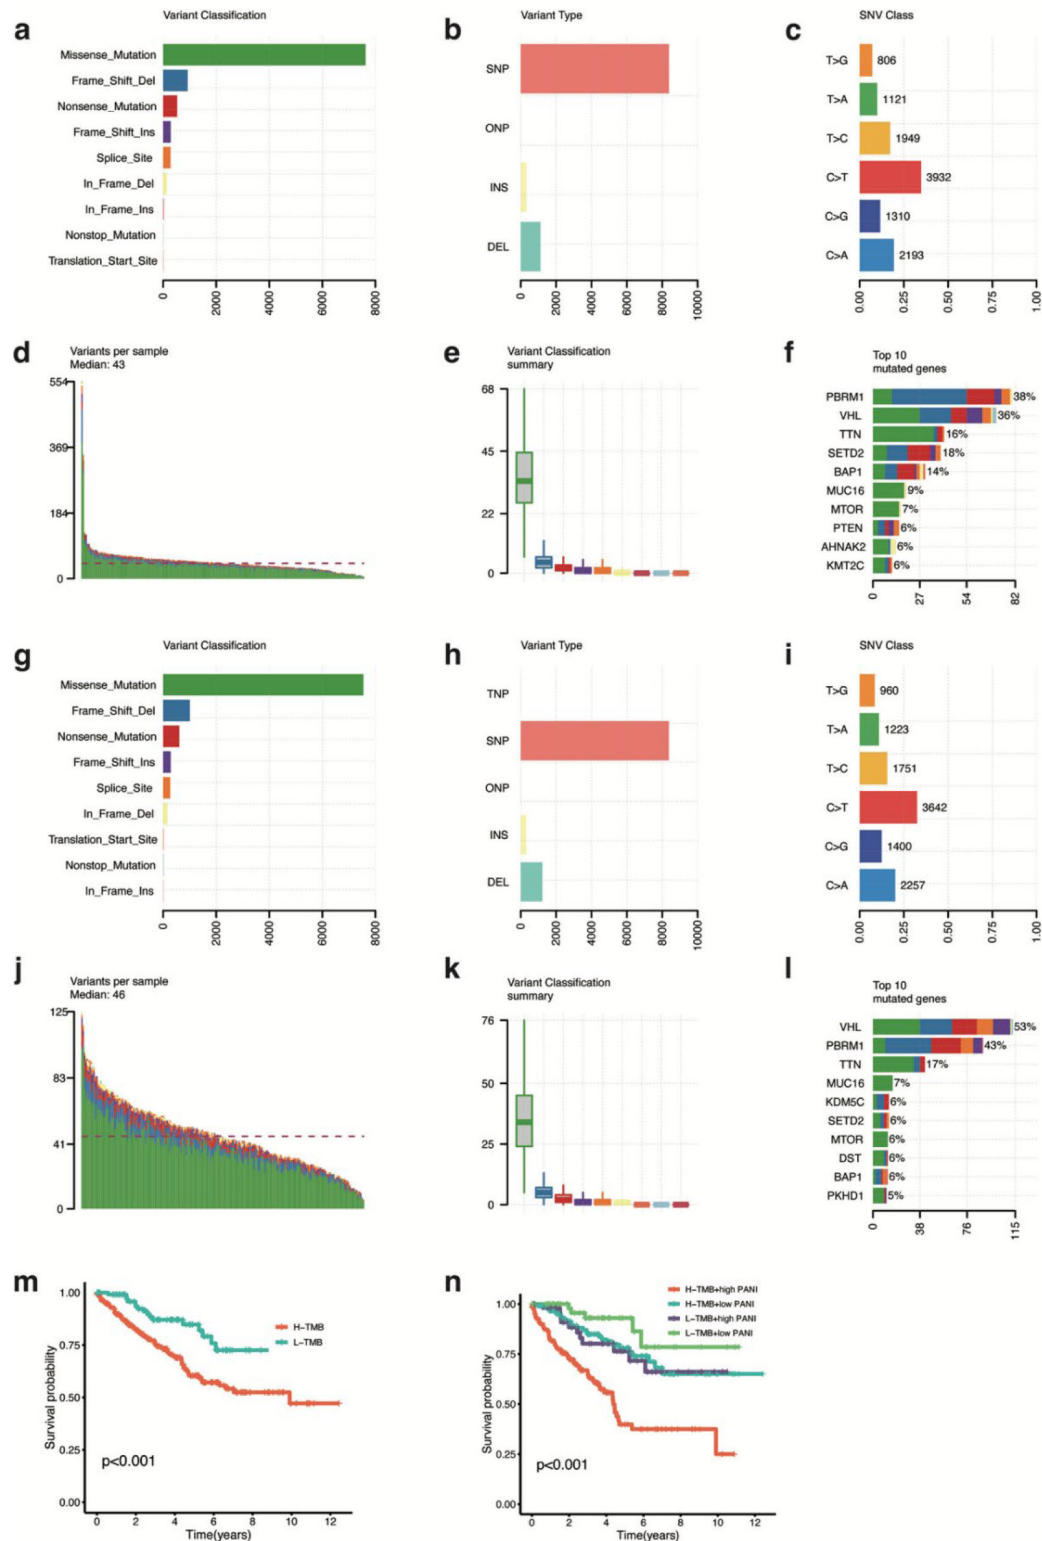 a
Variant Classification
Missense_Mutation
Frame_Shift_Del
Nonsense_Mutation
Frame_Shift_Ins
Splice_Site
In_Frame_Del
In_Frame_Ins
Nonstop_Mutation
Translation_Start_Site
0
2000
4000
6000
8000
b
Variant Type
SNP
ONP
INS
DEL
0
2000
4000
6000
8000
10000
c
SNV Class
T>G 806
T>A 1121
T>C 1949
C>T 3932
C>G 1310
C>A 2193
0.00
0.25
0.50
0.75
1.00
d
Variants per sample
Median: 43
554
369
184
0
e
Variant Classification
summary
68
45
22
0
f
Top 10
mutated genes
PBRM1 38%
VHL 36%
TTN 16%
SETD2 18%
BAP1 14%
MUC16 9%
MTOR 7%
PTEN 6%
AHNAK2 6%
KMT2C 6%
0
27
54
82
g
Variant Classification
Missense_Mutation
Frame_Shift_Del
Nonsense_Mutation
Frame_Shift_Ins
Splice_Site
In_Frame_Del
Translation_Start_Site
Nonstop_Mutation
In_Frame_Ins
0
2000
4000
6000
8000
h
Variant Type
TNP
SNP
ONP
INS
DEL
0
2000
4000
6000
8000
10000
i
SNV Class
T>G 960
T>A 1223
T>C 1751
C>T 3642
C>G 1400
C>A 2257
0.00
0.25
0.50
0.75
1.00
j
Variants per sample
Median: 46
125
83
41
0
k
Variant Classification
summary
76
50
25
0
l
Top 10
mutated genes
VHL 53%
PBRM1 43%
TTN 17%
MUC16 7%
KDM5C 6%
SETD2 6%
MTOR 6%
DST 6%
BAP1 6%
PKHD1 5%
0
38
76
115
m
Survival probability
1.00
0.75
0.50
0.25
0.00
H-TMB
L-TMB
p<0.001
0 2 4 6 8 10 12
Time(years)
n
Survival probability
1.00
0.75
0.50
0.25
0.00
H-TMB+high PANI
H-TMB+low PANI
L-TMB+high PANI
L-TMB+low PANI
p<0.001
0 2 4 6 8 10 12
Time(years)